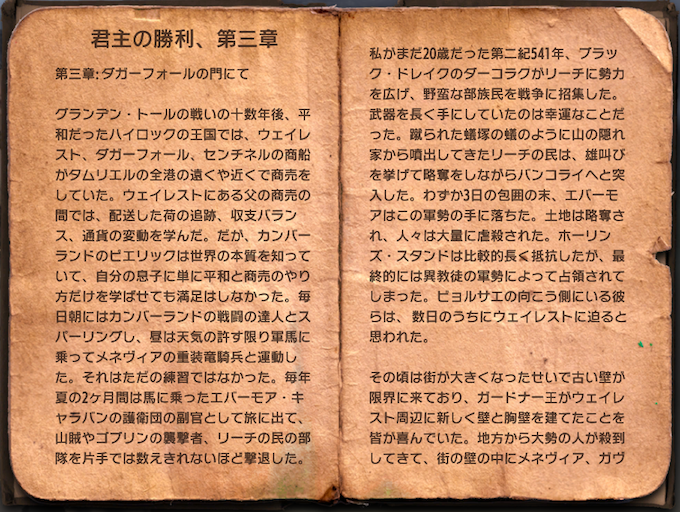 君主の勝利、第三章
第三章: ダガーフォールの門にて
グランデン・トールの戦いの十数年後、平
和だったハイロックの王国では、ウェイレ
スト、ダガーフォール、センチネルの商船
がタムリエルの全港の遠くや近くで商売を
していた。ウェイレストにある父の商売の
間では、配送した荷の追跡、収支バラン
ス、通貨の変動を学んだ。だが、カンバー
ランドのピエリックは世界の本質を知って
いて、自分の息子に単に平和と商売のやり
方だけを学ばせても満足はしなかった。毎
日朝にはカンバーランドの戦闘の達人とス
パーリングし、昼は天気の許す限り軍馬に
乗ってメネヴィアの重装竜騎兵と運動し
た。それはただの練習ではなかった。毎年
夏の2ヶ月間は馬に乗ったエバーモア・キ
ャラバンの護衛団の副官として旅に出て、
山賊やゴブリンの襲撃者、リーチの民の部
隊を片手では数えきれないほど撃退した。
私がまだ20歳だった第二紀541年、ブラッ
ク・ドレイクのダーコラグがリーチに勢力
を広げ、野蛮な部族民を戦争に招集した。
武器を長く手にしていたのは幸運なことだ
った。蹴られた蟻塚の蟻のように山の隠れ
家から噴出してきたリーチの民は、雄叫び
を挙げて略奪をしながらバンコライへと突
入した。わずか3日の包囲の末、エバーモ
アはこの軍勢の手に落ちた。土地は略奪さ
れ、人々は大量に虐殺された。ホーリン
ズ・スタンドは比較的長く抵抗したが、最
終的には異教徒の軍勢によって占領されて
しまった。ビョルサエの向こう側にいる彼
らは、数日のうちにウェイレストに迫ると
思われた。
その頃は街が大きくなったせいで古い壁が
限界に来ており、ガードナー王がウェイレ
スト周辺に新しく壁と胸壁を建てたことを
皆が喜んでいた。地方から大勢の人が殺到
してきて、街の壁の中にメネヴィア、ガヴ